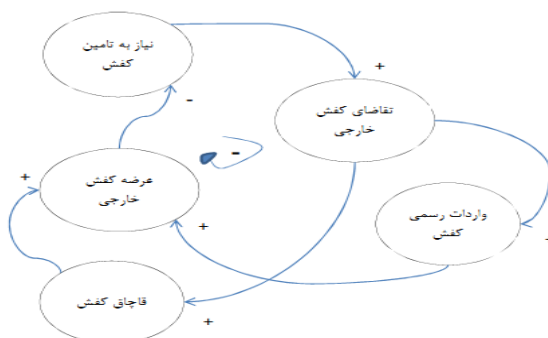 نیاز به تامین
کفش
+
تقاضای کفش
خارجی
-
-
عرضه کفش
خارجی
+
+
واردات رسمی
کفش
قاچاق کفش
+